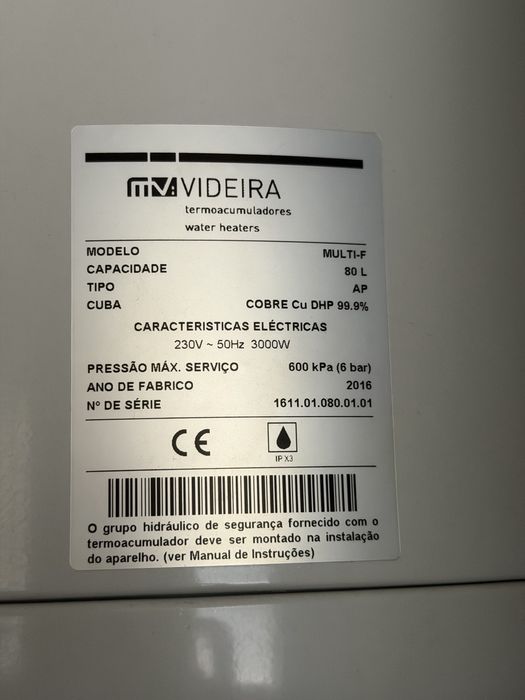 MV: VIDEIRA
termoacumuladores
water heaters
MODELO MULTI-F
CAPACIDADE 80 L
TIPO AP
CUBA COBRE Cu DHP 99.9%
CARACTERISTICAS ELÉCTRICAS
230V ~ 50Hz 3000W
PRESSÃO MÁX. SERVIÇO 600 kPa (6 bar)
ANO DE FABRICO 2016
Nº DE SÉRIE 1611.01.080.01.01
CE
IP X3
O grupo hidráulico de segurança fornecido com o
termoacumulador deve ser montado na instalação
do aparelho. (ver Manual de Instruções)